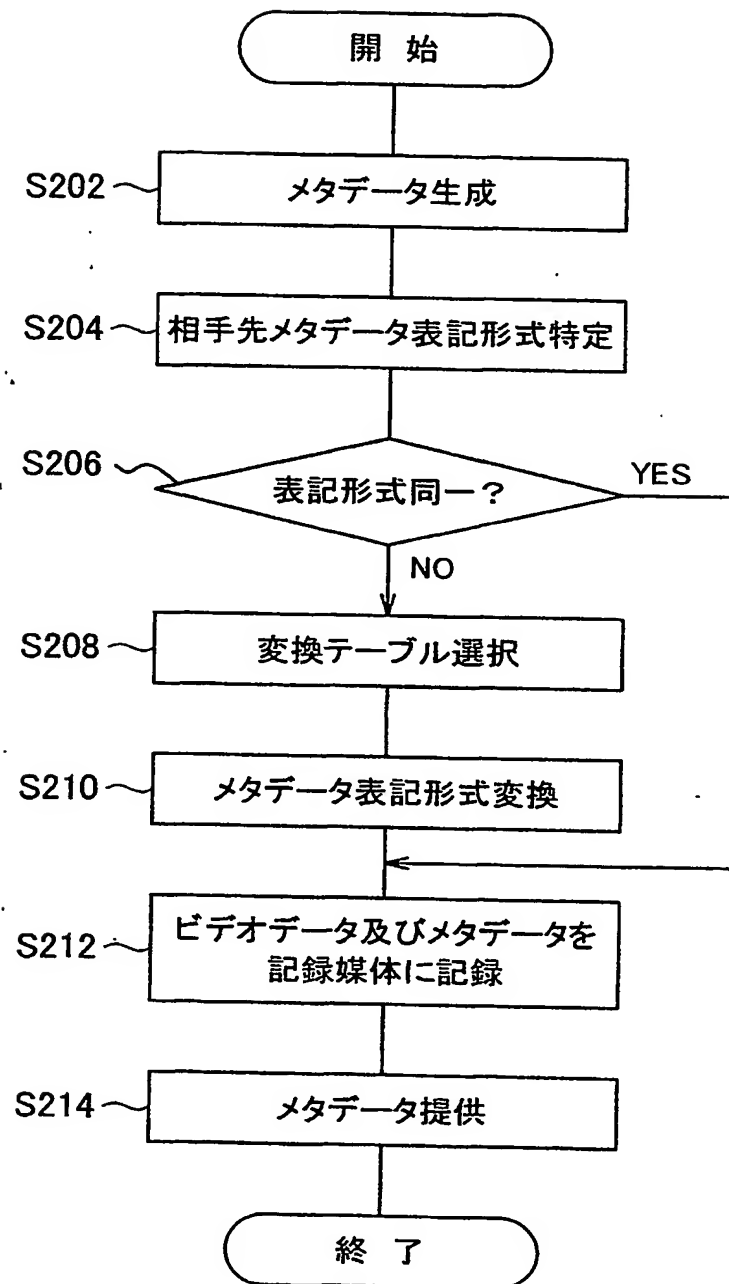 開 始
S202
メタデータ生成
S204
相手先メタデータ表記形式特定
S206
表記形式同一？
YES
NO
S208
変換テーブル選択
S210
メタデータ表記形式変換
S212
ビデオデータ及びメタデータを
記録媒体に記録
S214
メタデータ提供
終 了